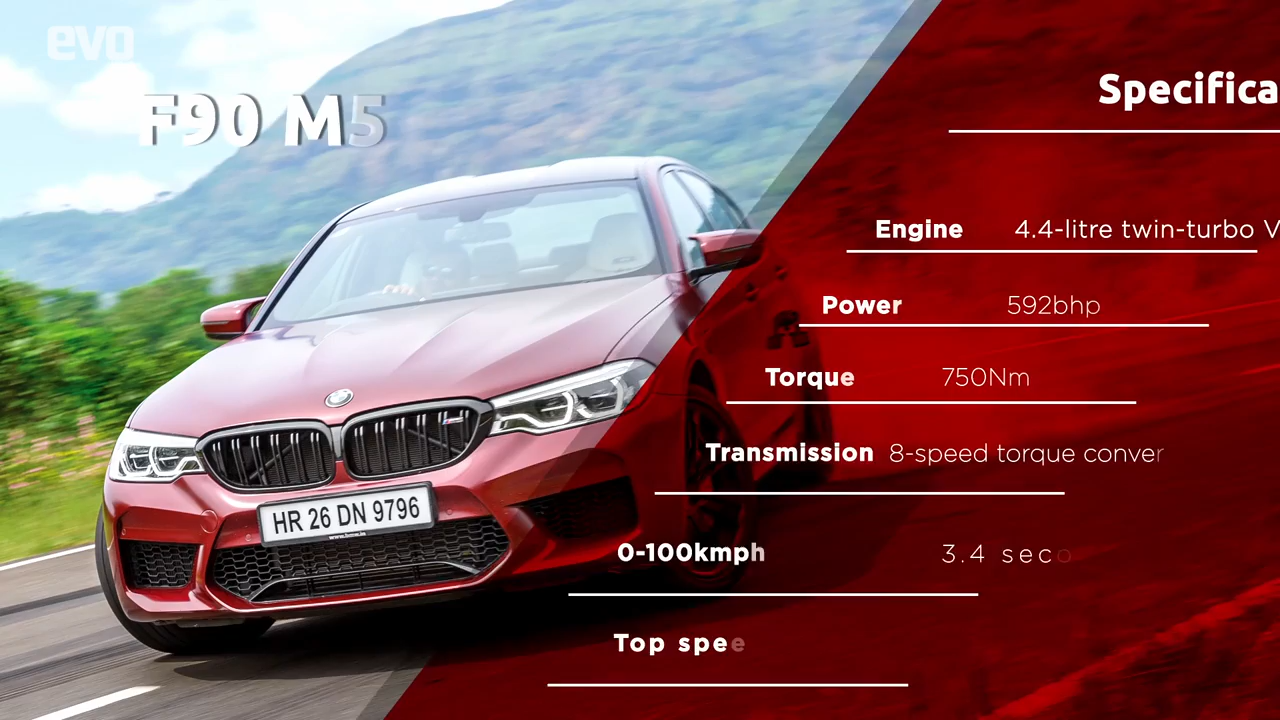 evo
F90 M5
Specifica
Engine 4.4-litre twin-turbo V
Power 592bhp
Torque 750Nm
Transmission 8-speed torque conver
0-100kmph 3.4 seco
Top spee
HR 26 DN 9796